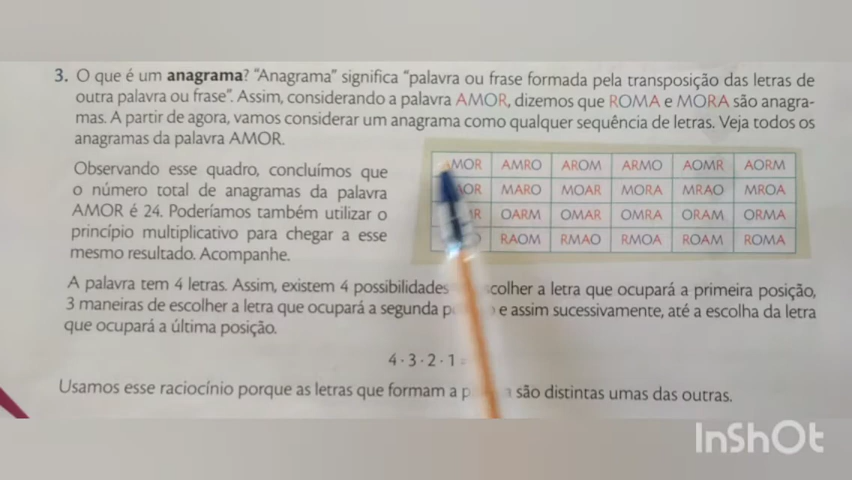 3. O que é um anagrama? "Anagrama" significa "palavra ou frase formada pela transposição das letras de
outra palavra ou frase". Assim, considerando a palavra AMOR, dizemos que ROMA e MORA são anagra-
mas. A partir de agora, vamos considerar um anagrama como qualquer sequência de letras. Veja todos os
anagramas da palavra AMOR.
Observando esse quadro, concluímos que
o número total de anagramas da palavra
AMOR é 24. Poderíamos também utilizar o
princípio multiplicativo para chegar a esse
mesmo resultado. Acompanhe.
AMOR AMRO AROM ARMO AOMR AORM
MARO MOAR MORA MRAO MROA
OARM OMAR OMRA ORAM ORMA
RAOM RMAO RMOA ROAM ROMA
A palavra tem 4 letras. Assim, existem 4 possibilidades colher a letra que ocupará a primeira posição,
3 maneiras de escolher a letra que ocupará a segunda e assim sucessivamente, até a escolha da letra
que ocupará a última posição.
4 · 3 · 2 · 1 =
Usamos esse raciocínio porque as letras que formam a são distintas umas das outras.
InShOt